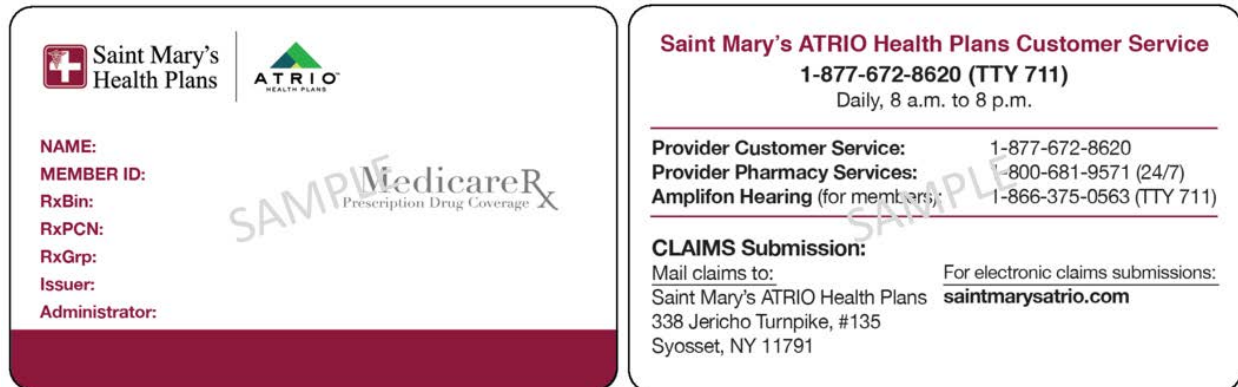 Saint Mary's
Health Plans
ATRIO™
HEALTH PLANS
NAME:
MEMBER ID:
RxBin:
RxPCN:
RxGrp:
Issuer:
Administrator:
MedicareRx
Prescription Drug Coverage
SAMPLE
Saint Mary's ATRIO Health Plans Customer Service
1-877-672-8620 (TTY 711)
Daily, 8 a.m. to 8 p.m.
Provider Customer Service: 1-877-672-8620
Provider Pharmacy Services: 1-800-681-9571 (24/7)
Amplifon Hearing (for members): 1-866-375-0563 (TTY 711)
SAMPLE
CLAIMS Submission:
Mail claims to:
Saint Mary's ATRIO Health Plans
338 Jericho Turnpike, #135
Syosset, NY 11791
For electronic claims submissions:
saintmarysatrio.com